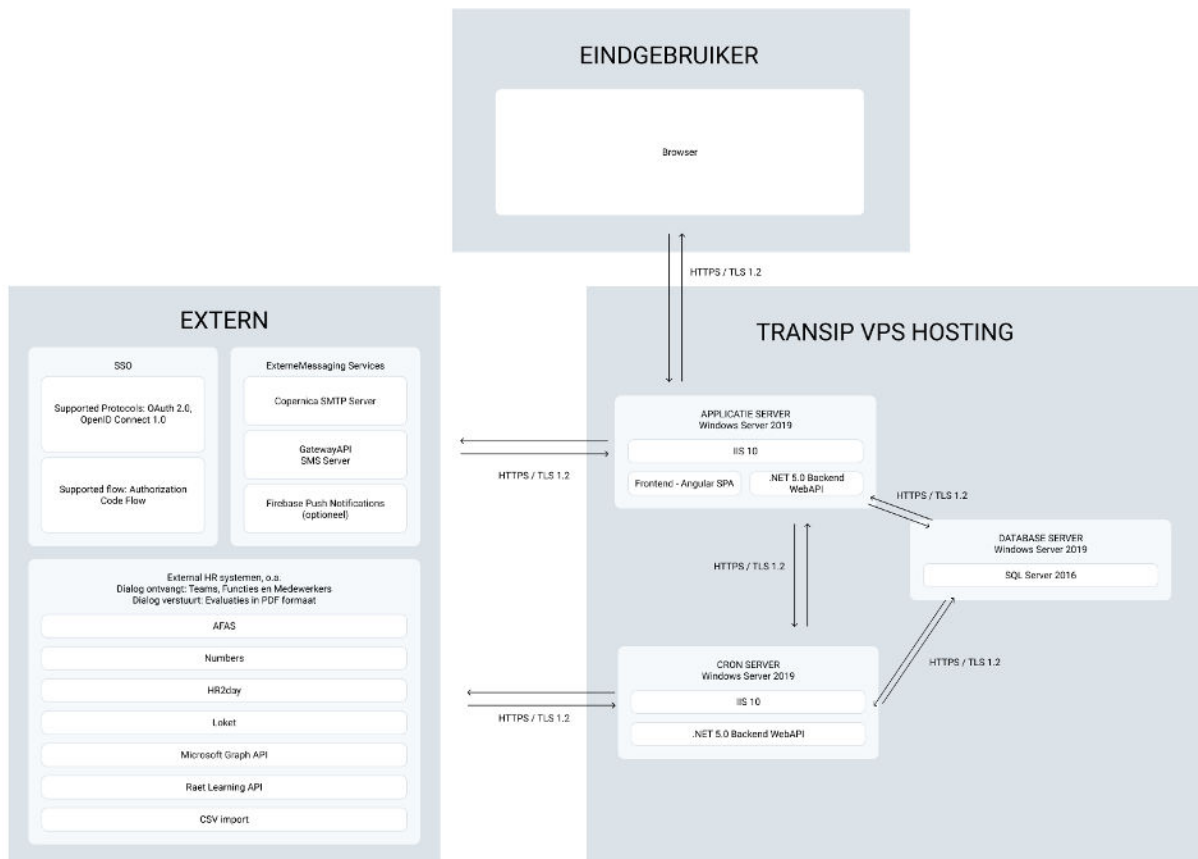 EINDGEBRUIKER
Browser
HTTPS / TLS 1.2
EXTERN
SSO
Supported Protocols: OAuth 2.0,
OpenID Connect 1.0
Supported flow: Authorization
Code Flow
ExterneMessaging Services
Copernica SMTP Server
GatewayAPI
SMS Server
Firebase Push Notifications
(optioneel)
External HR systemen, o.a.
Dialog ontvangt: Teams, Functies en Medewerkers
Dialog verstuurt: Evaluaties in PDF formaat
AFAS
Numbers
HR2day
Loket
Microsoft Graph API
Raet Learning API
CSV import
HTTPS / TLS 1.2
HTTPS / TLS 1.2
TRANSIP VPS HOSTING
APPLICATIE SERVER
Windows Server 2019
IIS 10
Frontend - Angular SPA
.NET 5.0 Backend
WebAPI
HTTPS / TLS 1.2
DATABASE SERVER
Windows Server 2019
SQL Server 2016
HTTPS / TLS 1.2
HTTPS / TLS 1.2
CRON SERVER
Windows Server 2019
IIS 10
.NET 5.0 Backend WebAPI